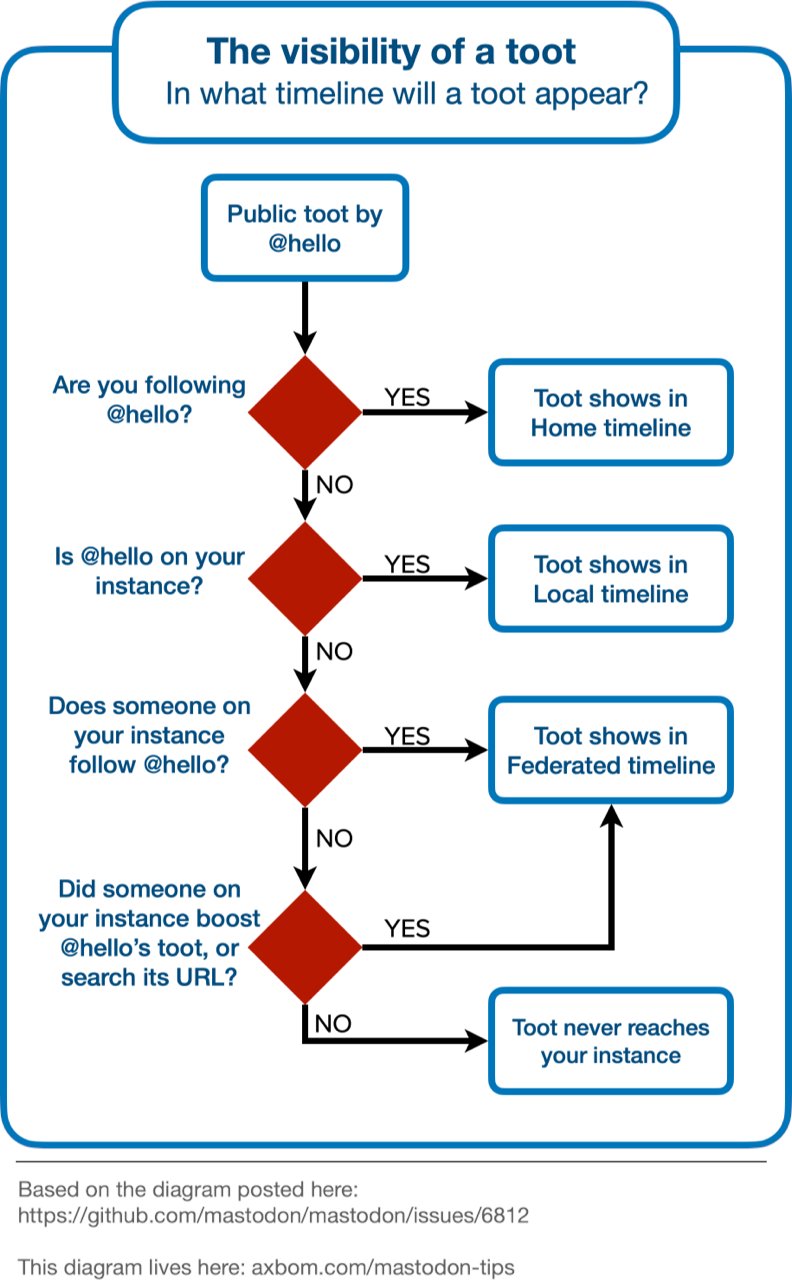 The visibility of a toot
In what timeline will a toot appear?
Public toot by
@hello
Are you following
@hello?
YES
Toot shows in
Home timeline
NO
Is @hello on your
instance?
YES
Toot shows in
Local timeline
NO
Does someone on
your instance
follow @hello?
YES
Toot shows in
Federated timeline
NO
Did someone on
your instance boost
@hello’s toot, or
search its URL?
YES
NO
Toot never reaches
your instance
Based on the diagram posted here:
https://github.com/mastodon/mastodon/issues/6812
This diagram lives here: axbom.com/mastodon-tips